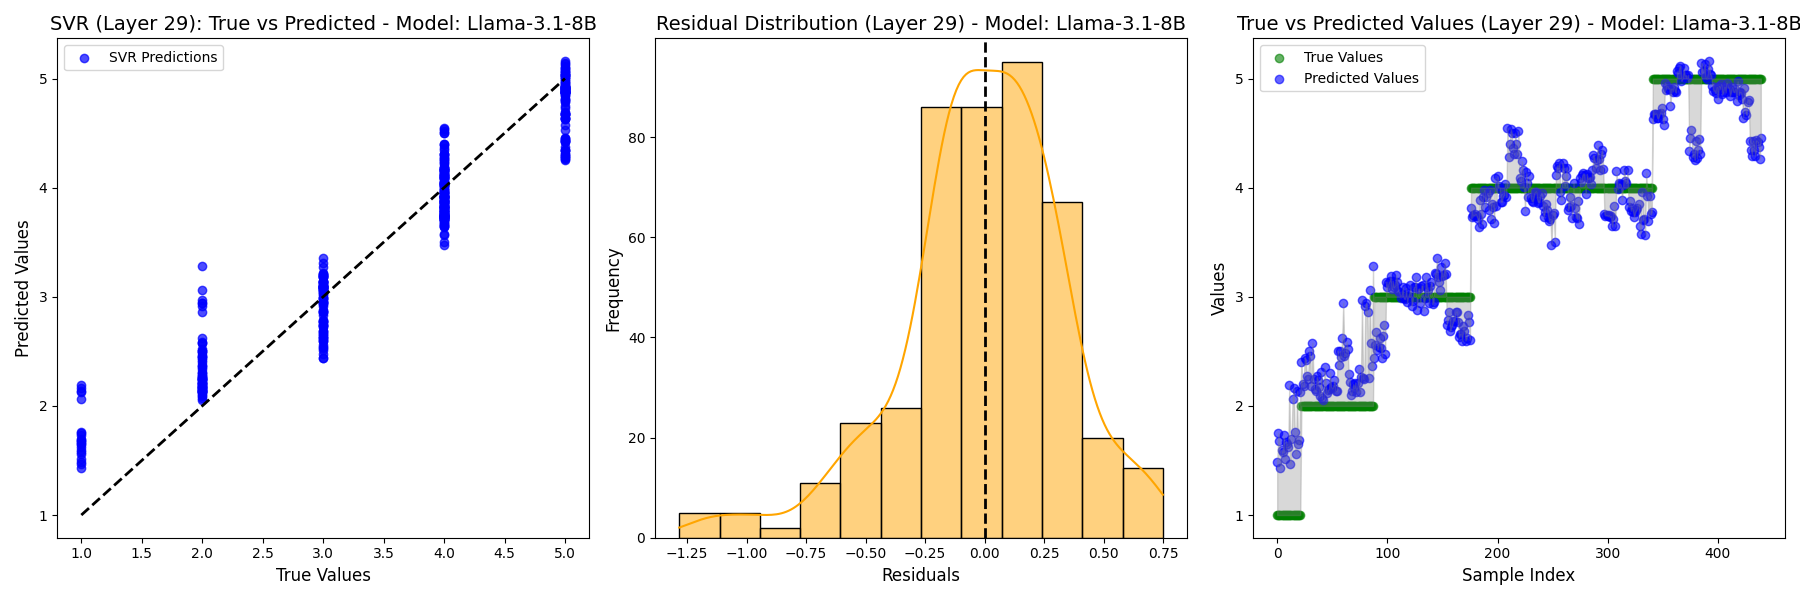 SVR (Layer 29): True vs Predicted - Model: Llama-3.1-8B
SVR Predictions
Predicted Values
5
4
3
2
1
1.0 1.5 2.0 2.5 3.0 3.5 4.0 4.5 5.0
True Values
Residual Distribution (Layer 29) - Model: Llama-3.1-8B
Frequency
80
60
40
20
0
−1.25 −1.00 −0.75 −0.50 −0.25 0.00 0.25 0.50 0.75
Residuals
True vs Predicted Values (Layer 29) - Model: Llama-3.1-8B
True Values
Predicted Values
Values
5
4
3
2
1
0 100 200 300 400
Sample Index